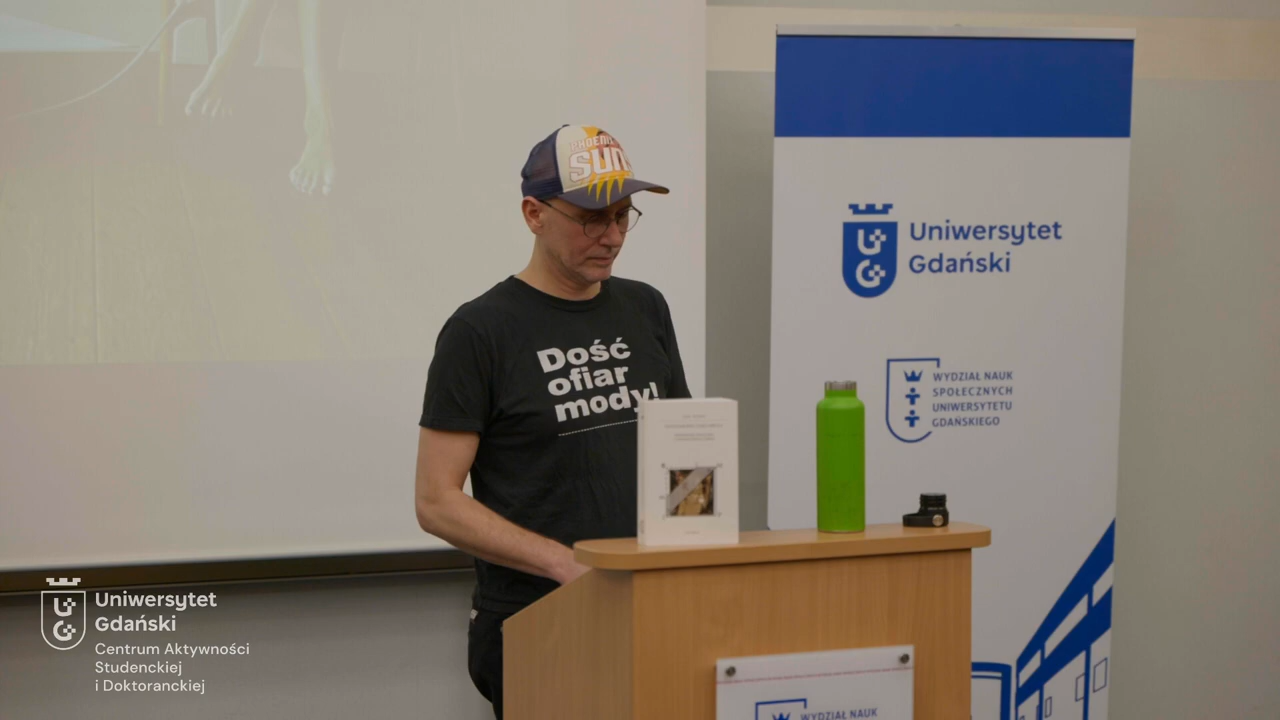 PHOENIX
SUNS
Dość
ofiar
mody!
Uniwersytet
Gdański
WYDZIAŁ NAUK
SPOŁECZNYCH
UNIWERSYTETU
GDAŃSKIEGO
Uniwersytet
Gdański
Centrum Aktywności
Studenckiej
i Doktoranckiej
WYDZIAŁ NAUK